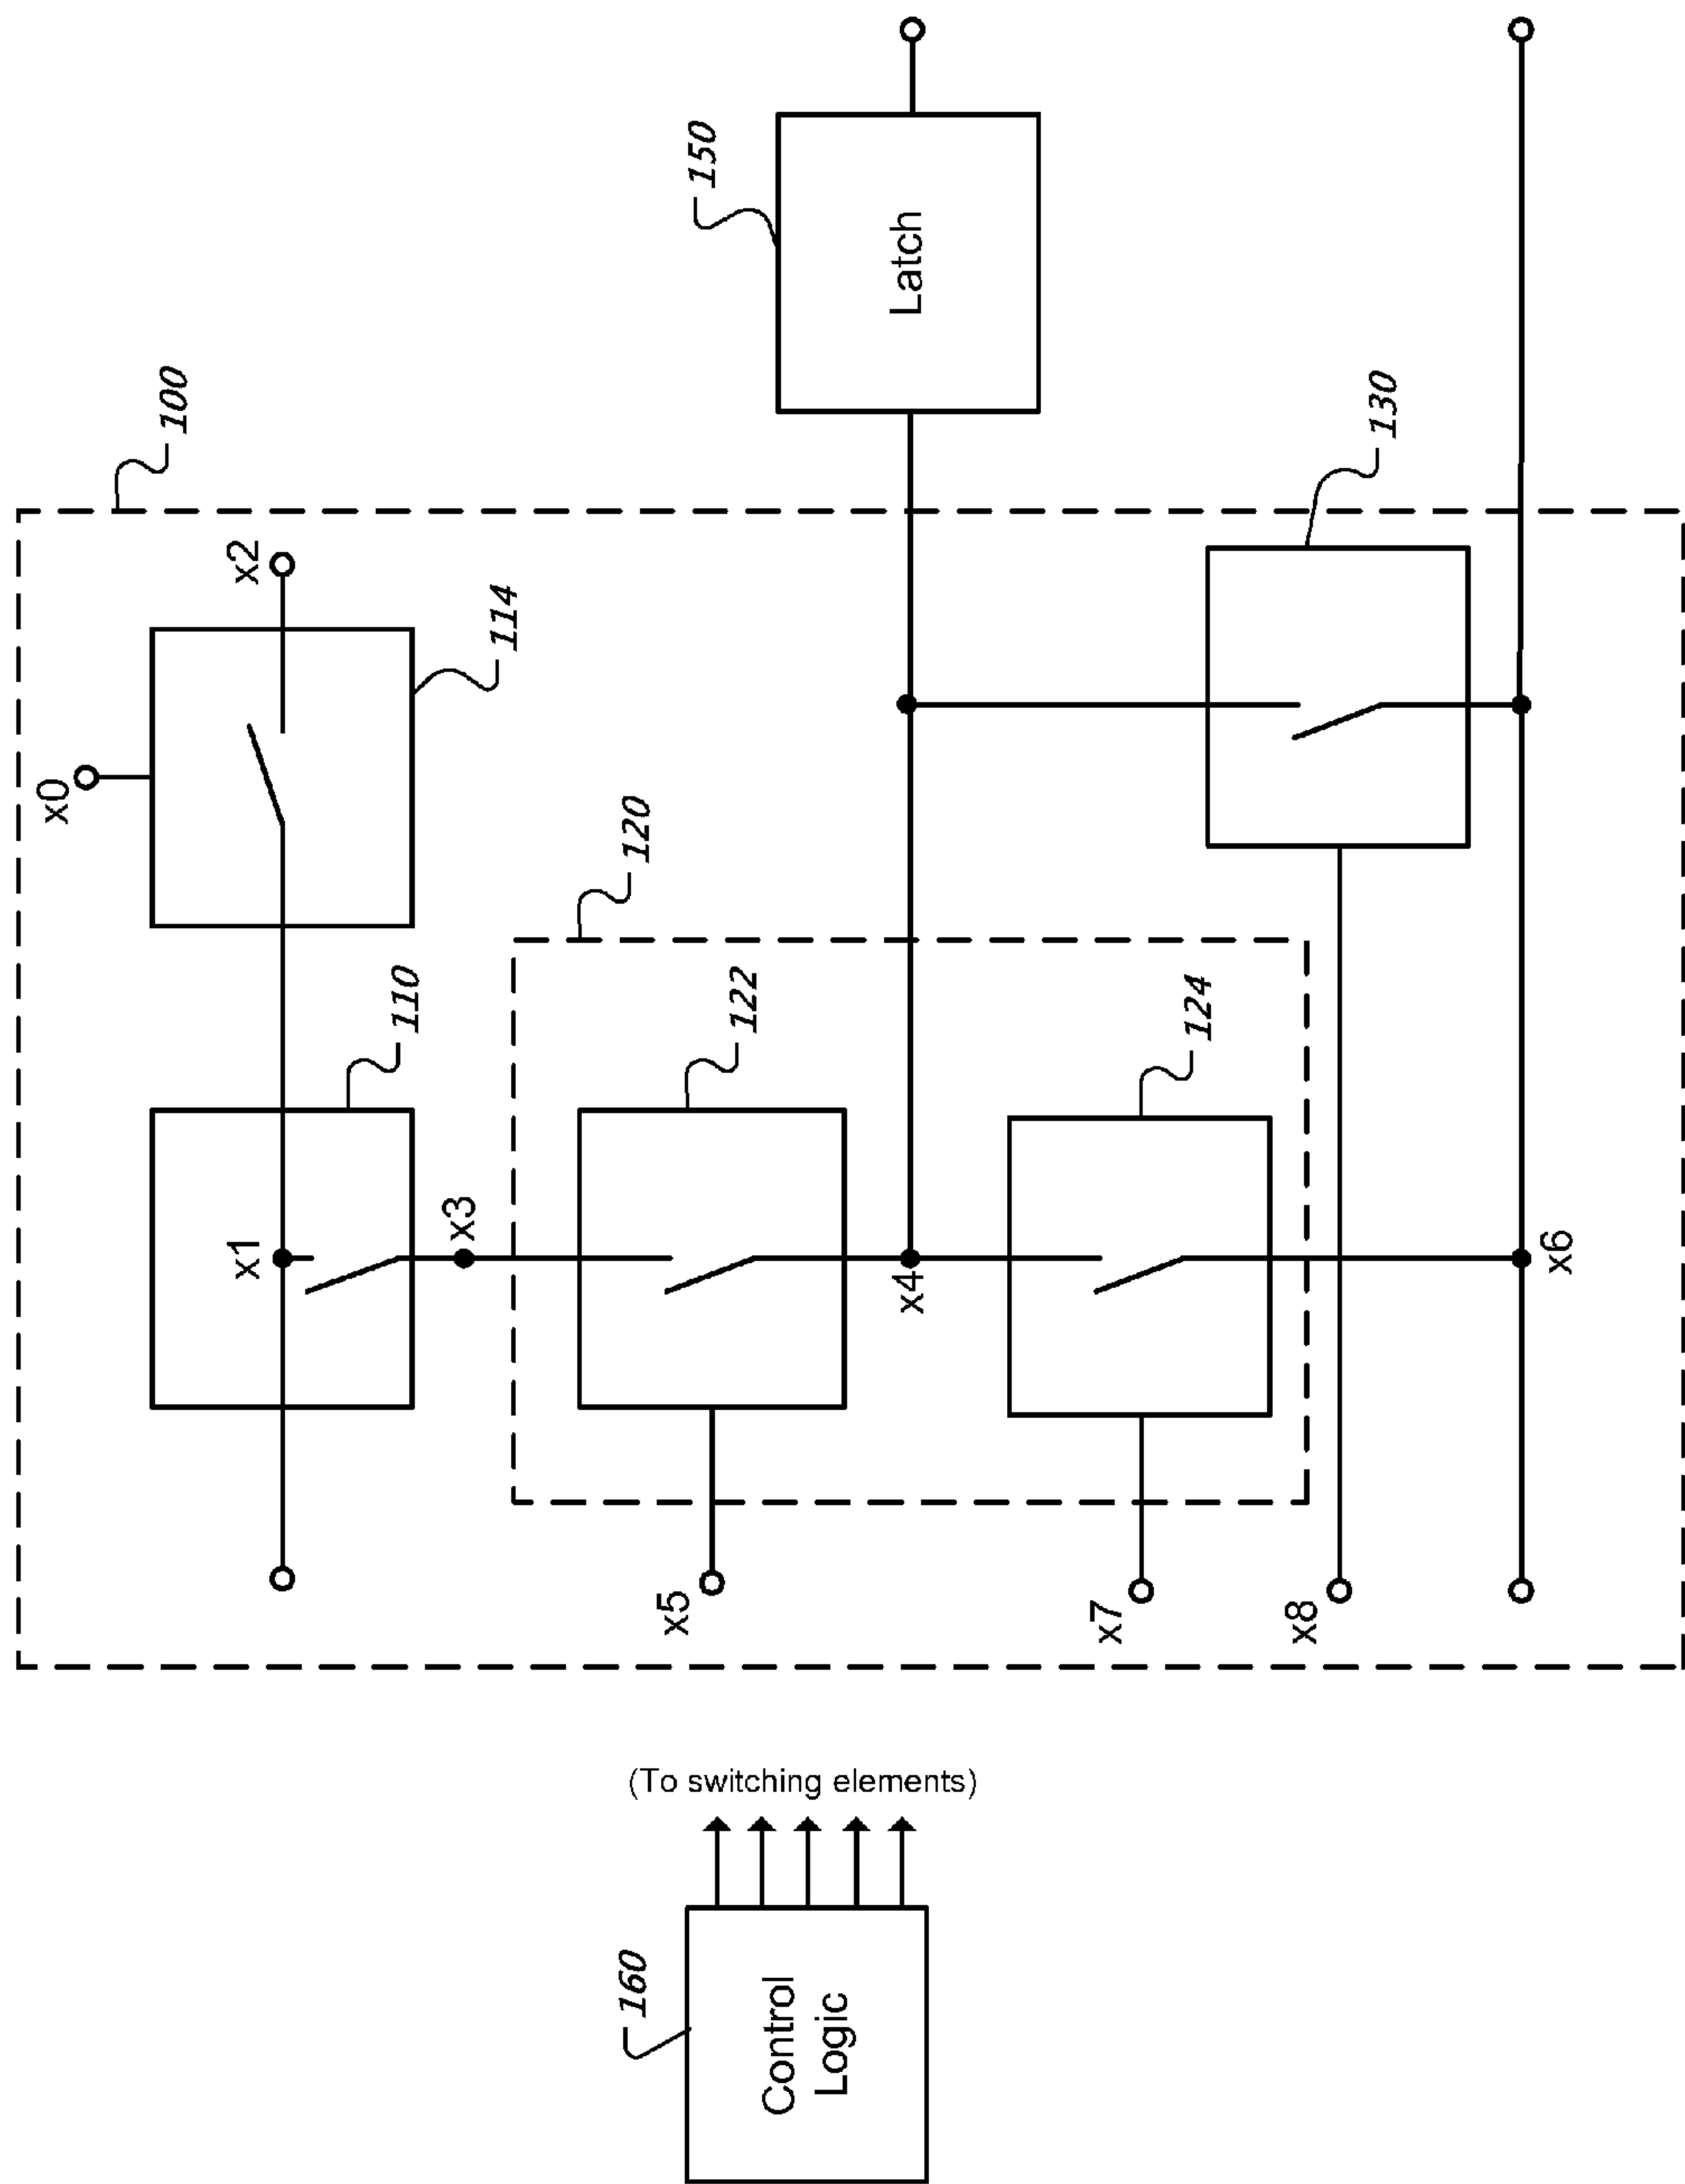 100
x0
x2
114
x1
110
x3
120
122
x5
x4
150
Latch
124
x7
x8
130
x6
160
Control
Logic
(To switching elements)